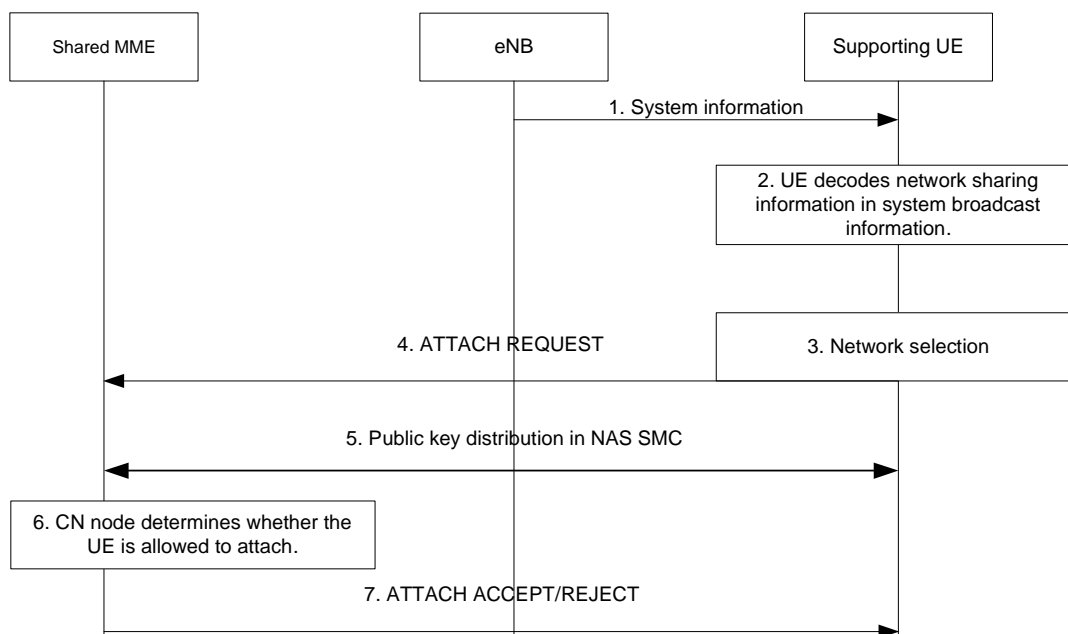 Shared MME
eNB
Supporting UE
1. System information
2. UE decodes network sharing
information in system broadcast
information.
3. Network selection
4. ATTACH REQUEST
5. Public key distribution in NAS SMC
6. CN node determines whether the
UE is allowed to attach.
7. ATTACH ACCEPT/REJECT